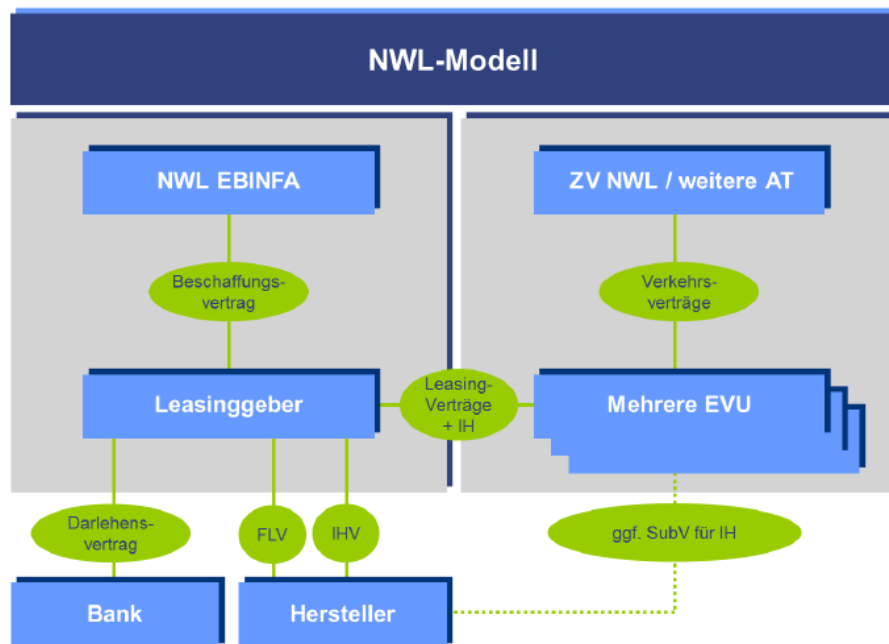 NWL-Modell
NWL EBINFA
ZV NWL / weitere AT
Beschaffungs-
vertrag
Verkehrs-
verträge
Leasinggeber
Leasing-
Verträge
+ IH
Mehrere EVU
Darlehens-
vertrag
FLV
IHV
ggf. SubV für IH
Bank
Hersteller